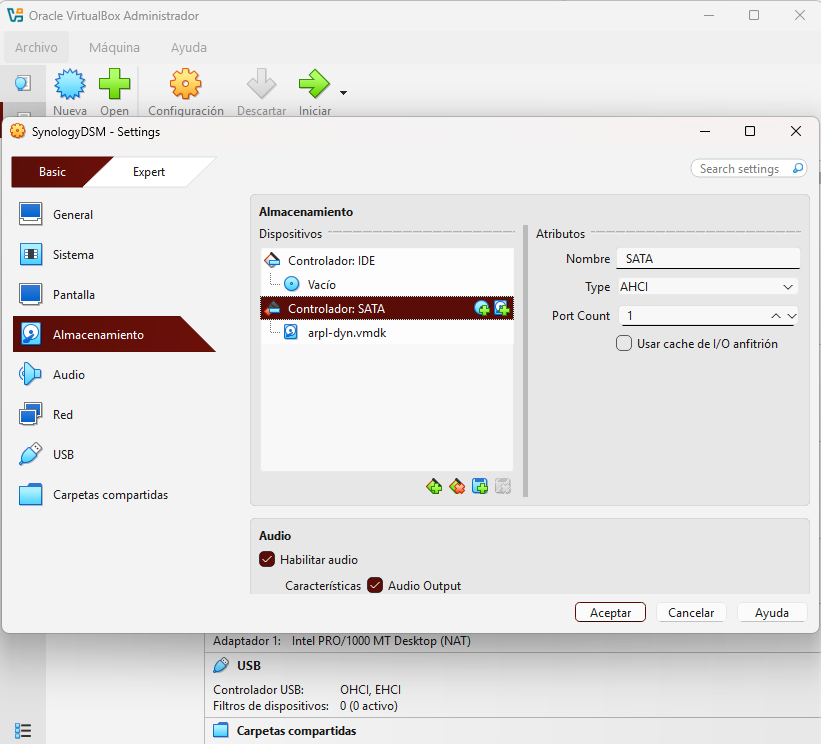 Oracle VirtualBox Administrador
Archivo Máquina Ayuda
Nueva Open Configuración Descartar Iniciar
SynologyDSM - Settings
Basic Expert
Search settings
General
Sistema
Pantalla
Almacenamiento
Audio
Red
USB
Carpetas compartidas
Almacenamiento
Dispositivos
Controlador: IDE
Vacío
Controlador: SATA
arpl-dyn.vmdk
Atributos
Nombre SATA
Type AHCI
Port Count 1
Usar cache de I/O anfitrión
Audio
Habilitar audio
Características Audio Output
Aceptar Cancelar Ayuda
Adaptador 1: Intel PRO/1000 MT Desktop (NAT)
USB
Controlador USB: OHCI, EHCI
Filtros de dispositivos: 0 (0 activo)
Carpetas compartidas